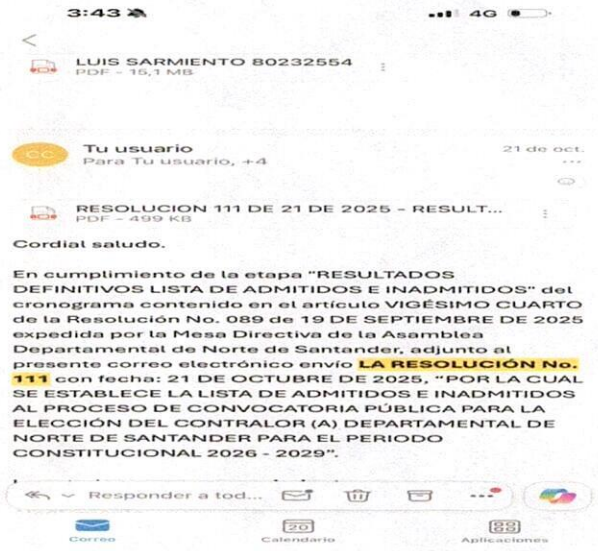 3:43
4G
LUIS SARMIENTO 80232554
PDF - 15,1 MB
CC
Tu usuario
21 de oct.
Para Tu usuario, +4
RESOLUCION 111 DE 21 DE 2025 - RESULT...
PDF - 499 KB
Cordial saludo.
En cumplimiento de la etapa "RESULTADOS
DEFINITIVOS LISTA DE ADMITIDOS E INADMITIDOS" del
cronograma contenido en el artículo VIGÉSIMO CUARTO
de la Resolución No. 089 de 19 DE SEPTIEMBRE DE 2025
expedida por la Mesa Directiva de la Asamblea
Departamental de Norte de Santander, adjunto al
presente correo electrónico envío LA RESOLUCIÓN No.
111 con fecha: 21 DE OCTUBRE DE 2025, "POR LA CUAL
SE ESTABLECE LA LISTA DE ADMITIDOS E INADMITIDOS
AL PROCESO DE CONVOCATORIA PÚBLICA PARA LA
ELECCIÓN DEL CONTRALOR (A) DEPARTAMENTAL DE
NORTE DE SANTANDER PARA EL PERIODO
CONSTITUCIONAL 2026 - 2029".
Responder a tod...
20
Correo
Calendario
Aplicaciones